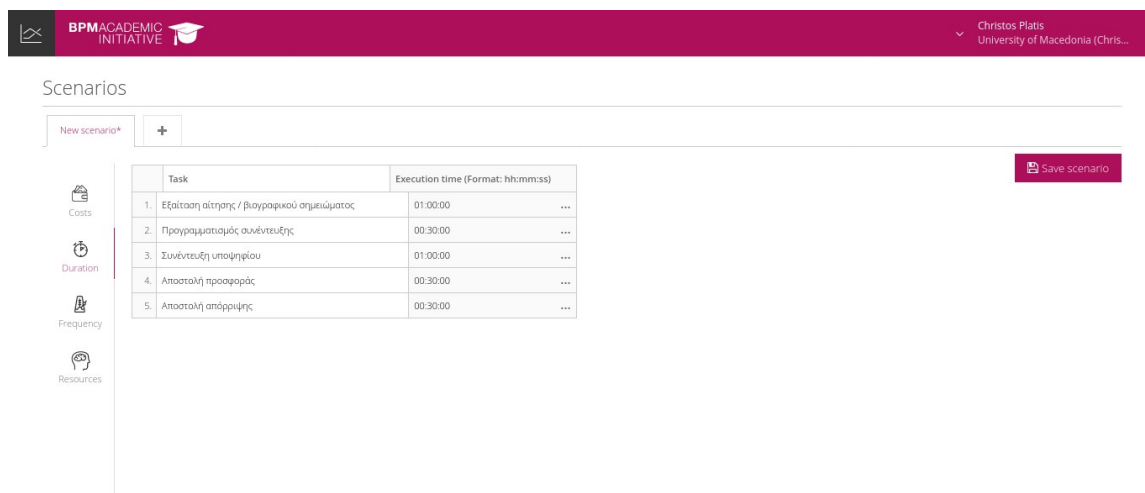 BPMACADEMIC
INITIATIVE
Christos Platis
University of Macedonia (Chris...
Scenarios
New scenario*
Save scenario
Task Execution time (Format: hh:mm:ss)
1. Εξαίταση αίτησης / βιογραφικού σημειώματος 01:00:00 ...
2. Προγραμματισμός συνέντευξης 00:30:00 ...
3. Συνέντευξη υποψηφίου 01:00:00 ...
4. Αποστολή προσφοράς 00:30:00 ...
5. Αποστολή απόρριψης 00:30:00 ...
Costs
Duration
Frequency
Resources